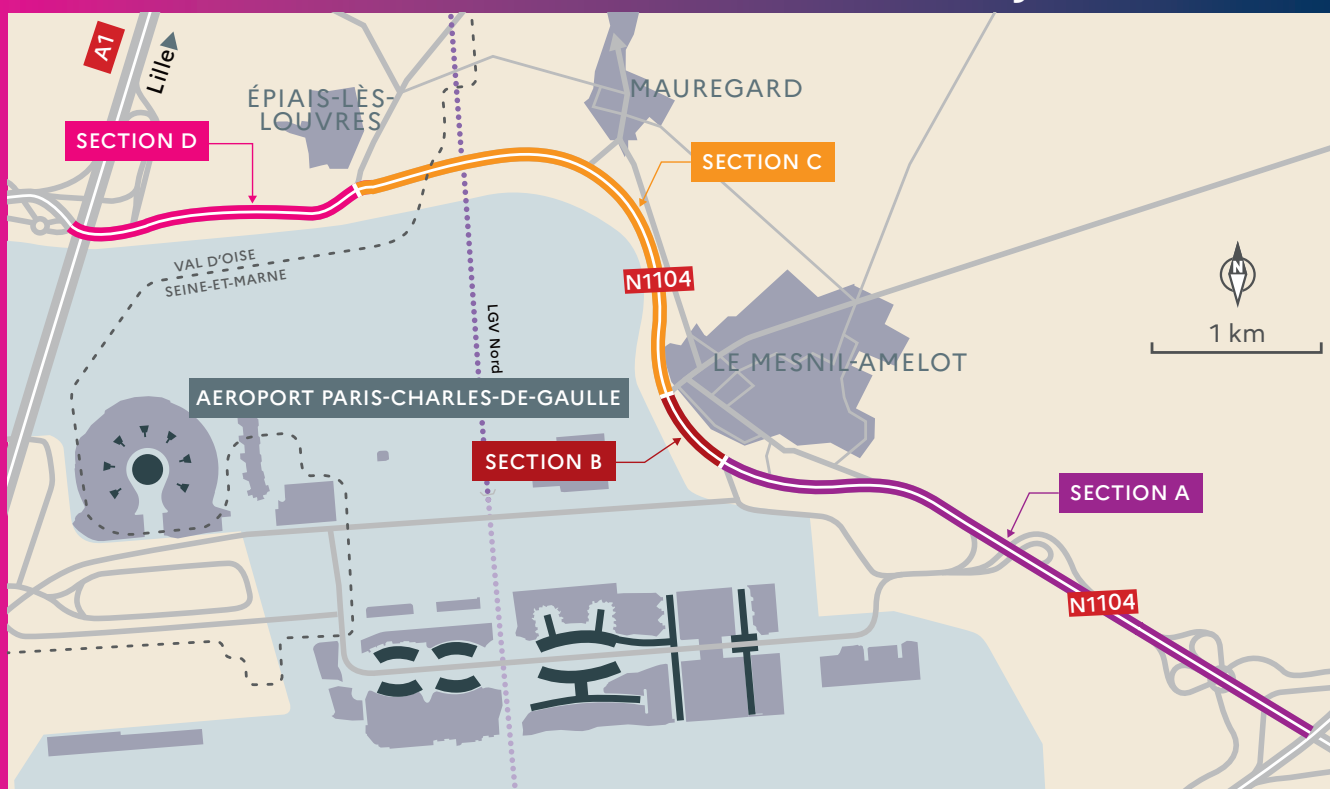 A1
Lille
ÉPIAIS-LÈS-
LOUVRES
MAUREGARD
SECTION D
SECTION C
VAL D'OISE
SEINE-ET-MARNE
N1104
N
1 km
LGV Nord
LE MESNIL-AMELOT
AEROPORT PARIS-CHARLES-DE-GAULLE
SECTION B
SECTION A
N1104